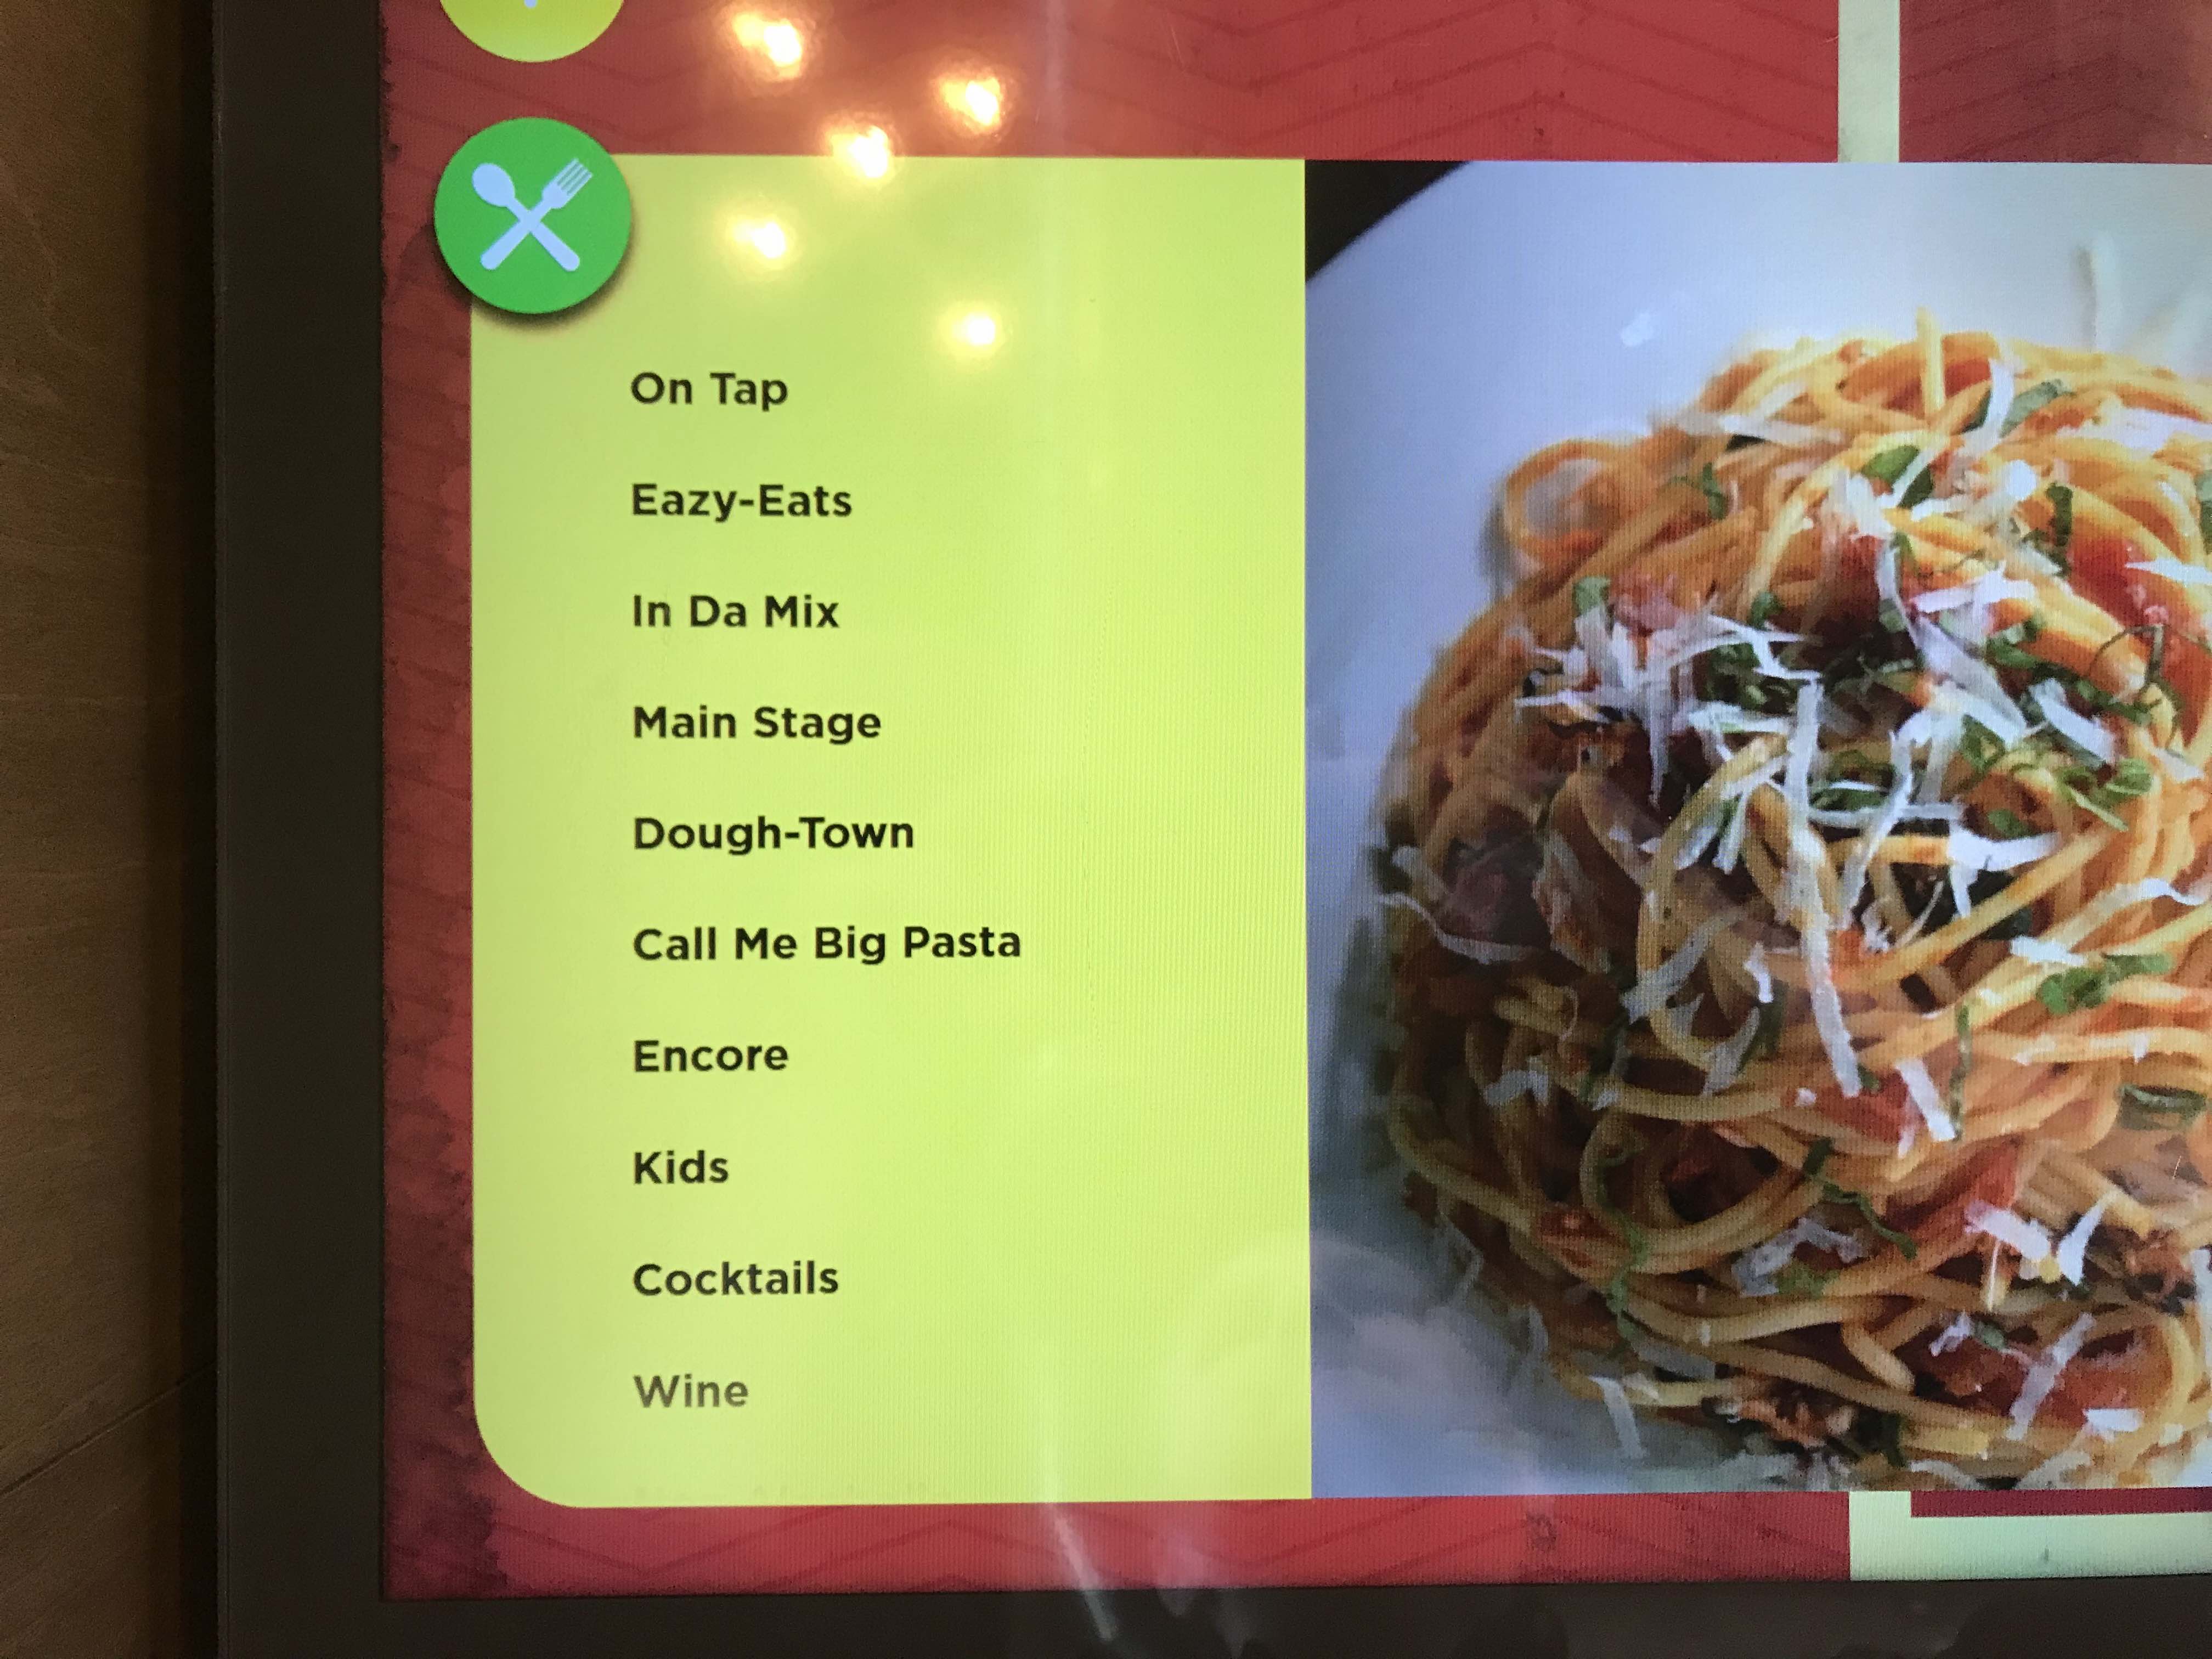 On Tap
Eazy-Eats
In Da Mix
Main Stage
Dough-Town
Call Me Big Pasta
Encore
Kids
Cocktails
Wine